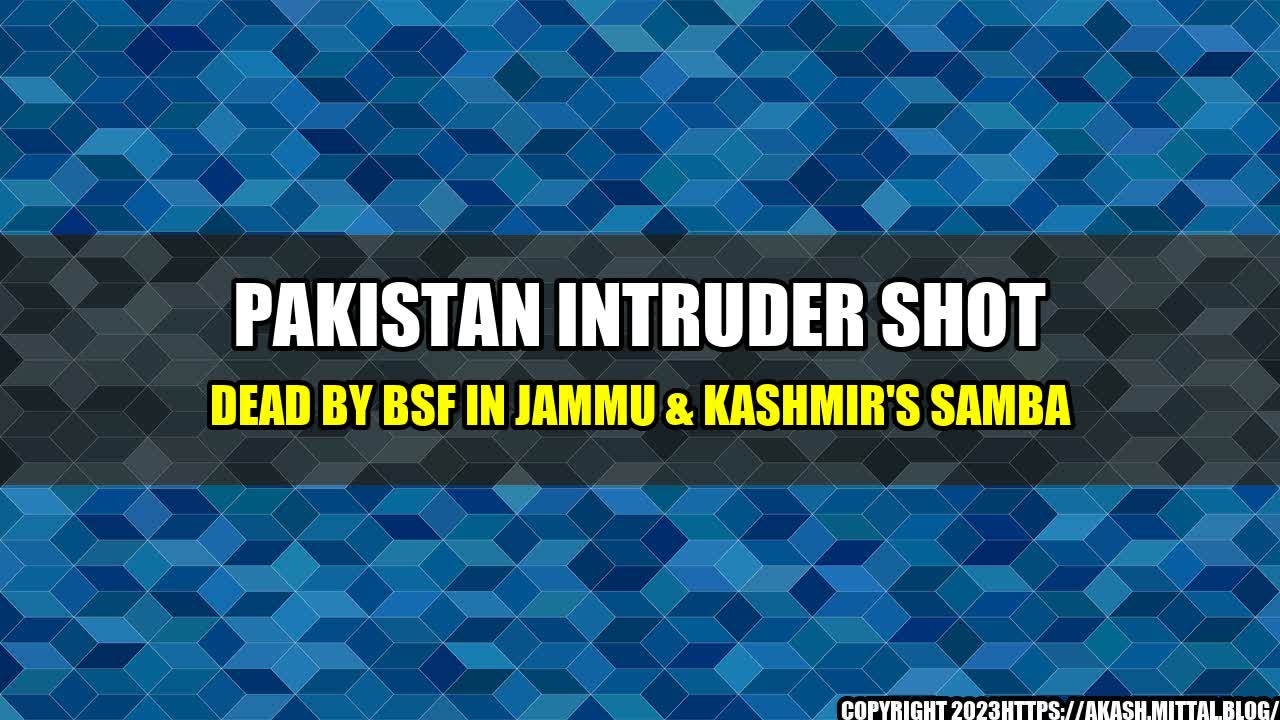 PAKISTAN INTRUDER SHOT
DEAD BY BSF IN JAMMU & KASHMIR'S SAMBA
COPYRIGHT 2023HTTPS://AKASH.MITTAL.BLOG/